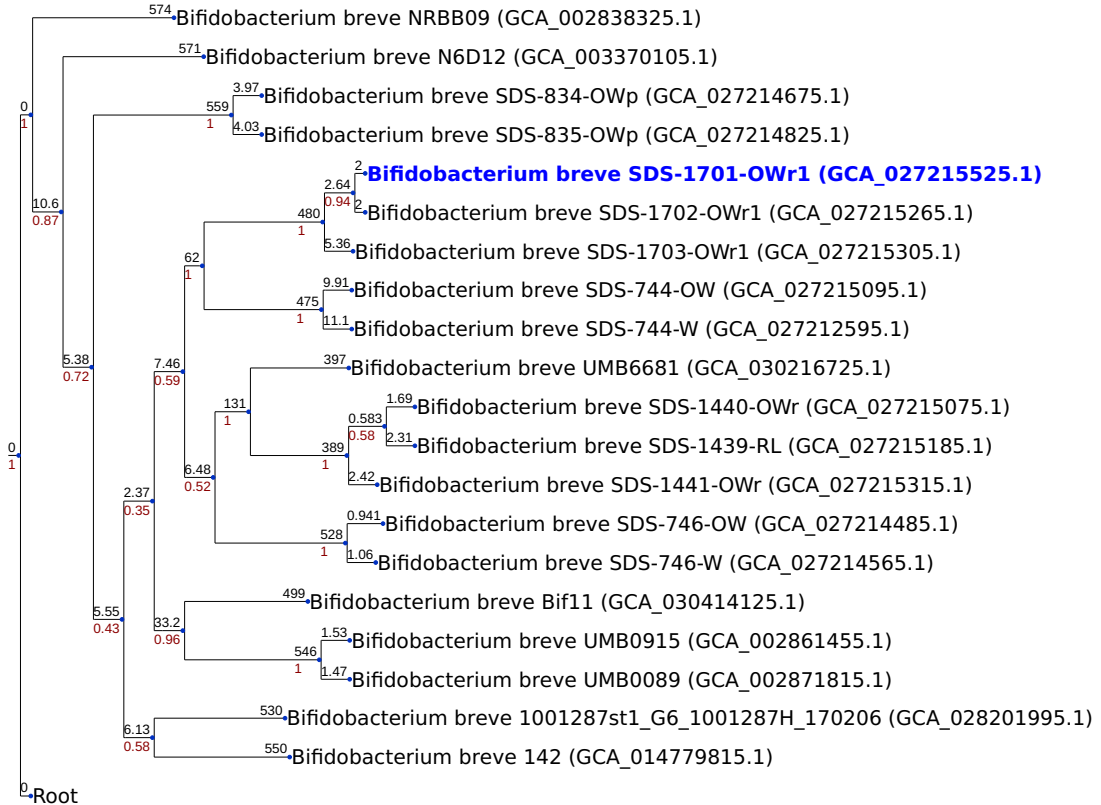 574 Bifidobacterium breve NRBB09 (GCA_002838325.1)
571 Bifidobacterium breve N6D12 (GCA_003370105.1)
3.97 Bifidobacterium breve SDS-834-OWp (GCA_027214675.1)
0 559
1 1
4.03 Bifidobacterium breve SDS-835-OWp (GCA_027214825.1)
2 Bifidobacterium breve SDS-1701-OWr1 (GCA_027215525.1)
2.64
0.94
10.6 480
0.87 1
2 Bifidobacterium breve SDS-1702-OWr1 (GCA_027215265.1)
5.36 Bifidobacterium breve SDS-1703-OWr1 (GCA_027215305.1)
62
1
9.91 Bifidobacterium breve SDS-744-OW (GCA_027215095.1)
475
1
11.1 Bifidobacterium breve SDS-744-W (GCA_027212595.1)
5.38 7.46 397 Bifidobacterium breve UMB6681 (GCA_030216725.1)
0.72 0.59
1.69 Bifidobacterium breve SDS-1440-OWr (GCA_027215075.1)
131 0.583
1 0.58
2.31 Bifidobacterium breve SDS-1439-RL (GCA_027215185.1)
0 389
1 1
6.48 2.42 Bifidobacterium breve SDS-1441-OWr (GCA_027215315.1)
0.52
2.37
0.35
0.941 Bifidobacterium breve SDS-746-OW (GCA_027214485.1)
528
1
1.06 Bifidobacterium breve SDS-746-W (GCA_027214565.1)
499 Bifidobacterium breve Bif11 (GCA_030414125.1)
5.55 33.2
0.43 0.96
1.53 Bifidobacterium breve UMB0915 (GCA_002861455.1)
546
1
1.47 Bifidobacterium breve UMB0089 (GCA_002871815.1)
530 Bifidobacterium breve 1001287st1_G6_1001287H_170206 (GCA_028201995.1)
6.13
0.58
550 Bifidobacterium breve 142 (GCA_014779815.1)
0 Root